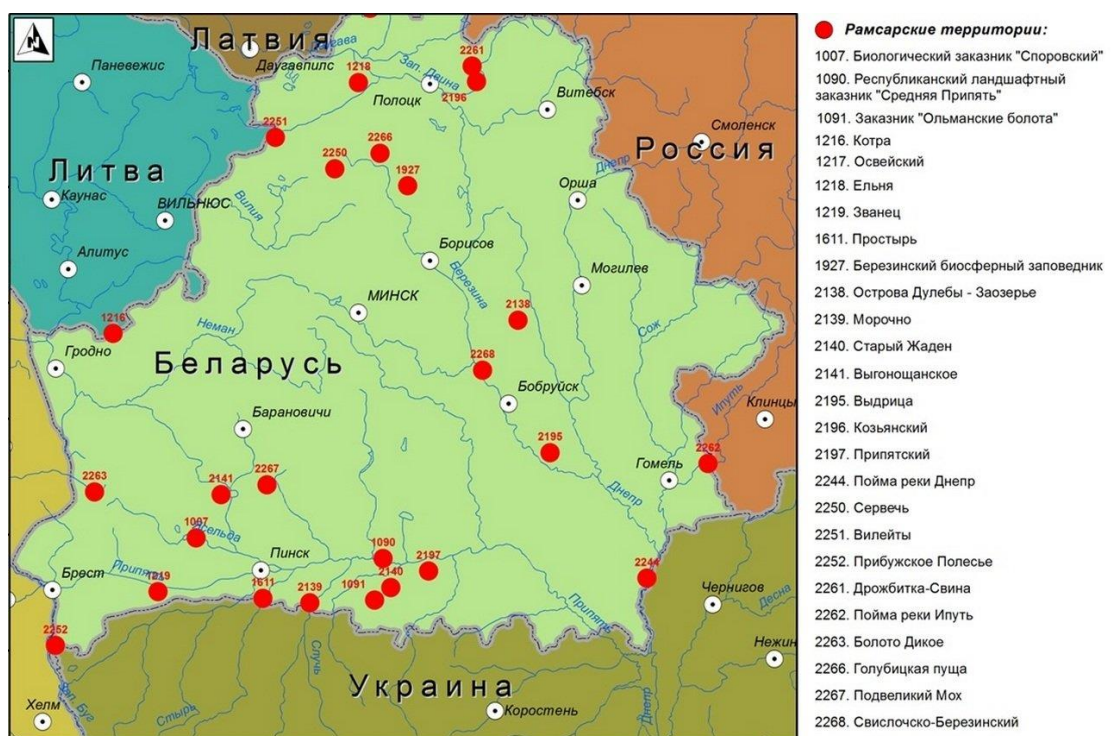 N
Латвия
Паневежис
Даугавпилс
Даугава
Зап. Двина
1218
2261
2196
Полоцк
Витебск
Смоленск
2251
2266
2250
1927
Россия
Литва
Днепр
Каунас
ВИЛЬНЮС
Вилия
Орша
Алитус
Борисов
Березина
Могилев
МИНСК
2138
1216
Неман
Сож
Гродно
Беларусь
2268
Бобруйск
Ипуть
Клинцы
Барановичи
2195
Гомель
2262
2263
2141
2267
Днепр
1007
Ясельда
1090
Пинск
2197
Брест
Припять
1219
1611
2139
1091
2140
2244
Чернигов
Десна
Припять
2252
Нежин
Случь
Украина
Зап. Буг
Хелм
Стырь
Коростень
Днепр
Рамсарские территории:
1007. Биологический заказник "Споровский"
1090. Республиканский ландшафтный
заказник "Средняя Припять"
1091. Заказник "Ольманские болота"
1216. Котра
1217. Освейский
1218. Ельня
1219. Званец
1611. Простырь
1927. Березинский биосферный заповедник
2138. Острова Дулебы - Заозерье
2139. Морочно
2140. Старый Жаден
2141. Выгонощанское
2195. Выдрица
2196. Козьянский
2197. Припятский
2244. Пойма реки Днепр
2250. Сервечь
2251. Вилейты
2252. Прибужское Полесье
2261. Дрожбитка-Свина
2262. Пойма реки Ипуть
2263. Болото Дикое
2266. Голубицкая пуща
2267. Подвеликий Мох
2268. Свислочско-Березинский